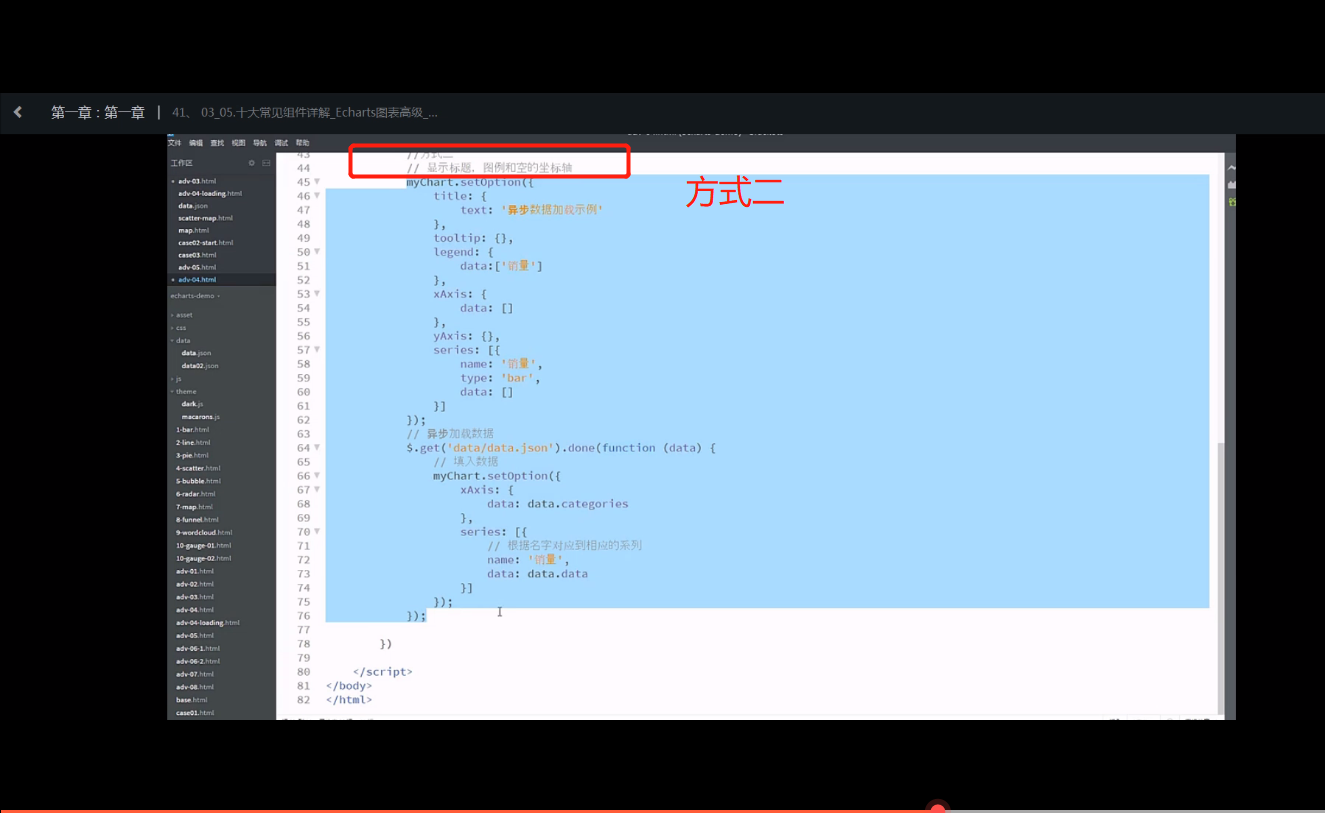 第一章：第一章 | 41、 03_05.十大常见组件详解_Echarts图表高级_...
文件 编辑 查找 视图 导航 调试 帮助
工作区
adv-03.html
adv-04-loading.html
data.json
scatter-map.html
map.html
case02-start.html
case03.html
adv-05.html
adv-04.html
echarts-demo
asset
css
data
data.json
data02.json
js
theme
dark.js
macarons.js
1-bar.html
2-line.html
3-pie.html
4-scatter.html
5-bubble.html
6-radar.html
7-map.html
8-funnel.html
9-wordcloud.html
10-gauge-01.html
10-gauge-02.html
adv-01.html
adv-02.html
adv-03.html
adv-04.html
adv-04-loading.html
adv-05.html
adv-06-1.html
adv-06-2.html
adv-07.html
adv-08.html
base.html
case01.html
43 //方式二
44 // 显示标题、图例和空的坐标轴
45 myChart.setOption({
46 title: {
47 text: '异步数据加载示例'
48 },
49 tooltip: {},
50 legend: {
51 data:['销量']
52 },
53 xAxis: {
54 data: []
55 },
56 yAxis: {},
57 series: [{
58 name: '销量',
59 type: 'bar',
60 data: []
61 }]
62 });
63 // 异步加载数据
64 $.get('data/data.json').done(function (data) {
65 // 填入数据
66 myChart.setOption({
67 xAxis: {
68 data: data.categories
69 },
70 series: [{
71 // 根据名字对应到相应的系列
72 name: '销量',
73 data: data.data
74 }]
75 });
76 });
77
78 })
79
80 </script>
81 </body>
82 </html>
方式二